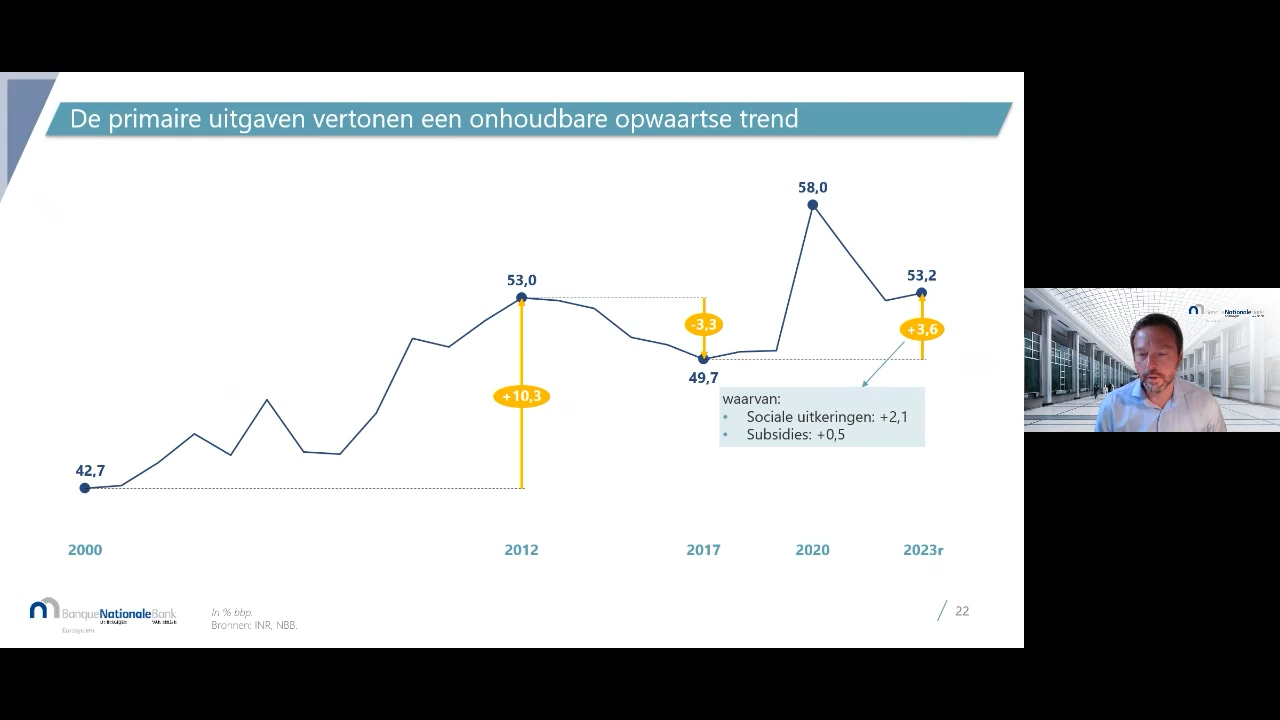 De primaire uitgaven vertonen een onhoudbare opwaartse trend
58,0
53,0
53,2
-3,3
+3,6
49,7
+10,3
waarvan:
• Sociale uitkeringen: +2,1
• Subsidies: +0,5
42,7
2000 2012 2017 2020 2023r
BanqueNationaleBank
Eurosysteem
In % bbp.
Bronnen: INR, NBB.
22
BanqueNationaleBank